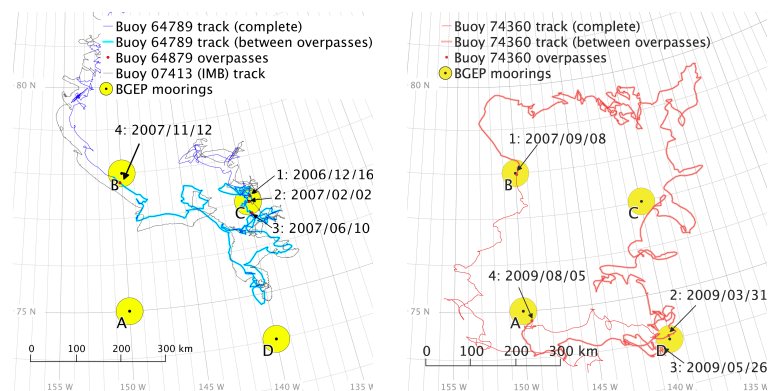 Buoy 64789 track (complete)
Buoy 64789 track (between overpasses)
Buoy 64879 overpasses
Buoy 07413 (IMB) track
BGEP moorings
80 N
4: 2007/11/12
B
1: 2006/12/16
2: 2007/02/02
C
3: 2007/06/10
75 N
A
D
0 100 200 300 km
155 W 150 W 145 W 140 W 135 W
Buoy 74360 track (complete)
Buoy 74360 track (between overpasses)
Buoy 74360 overpasses
BGEP moorings
80 N
1: 2007/09/08
B
C
4: 2009/08/05
2: 2009/03/31
75 N
A
D
0 100 200 300 km
3: 2009/05/26
155 W 150 W 145 W 140 W 135 W